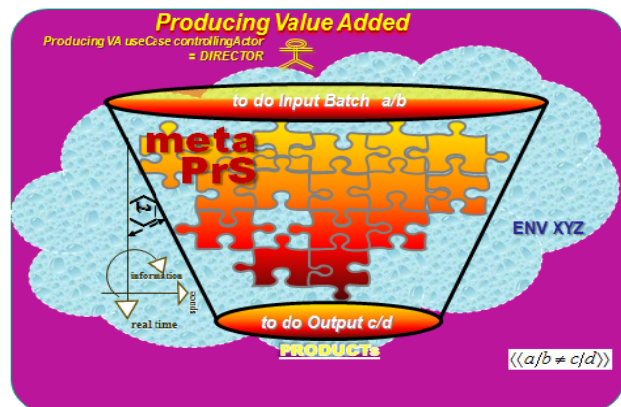 Producing Value Added
Producing VA useCase controllingActor
= DIRECTOR
to do Input Batch a/b
meta
PrS
ENV XYZ
information
space
real time
to do Output c/d
PRODUCTs
⟨⟨a/b ≠ c/d⟩⟩